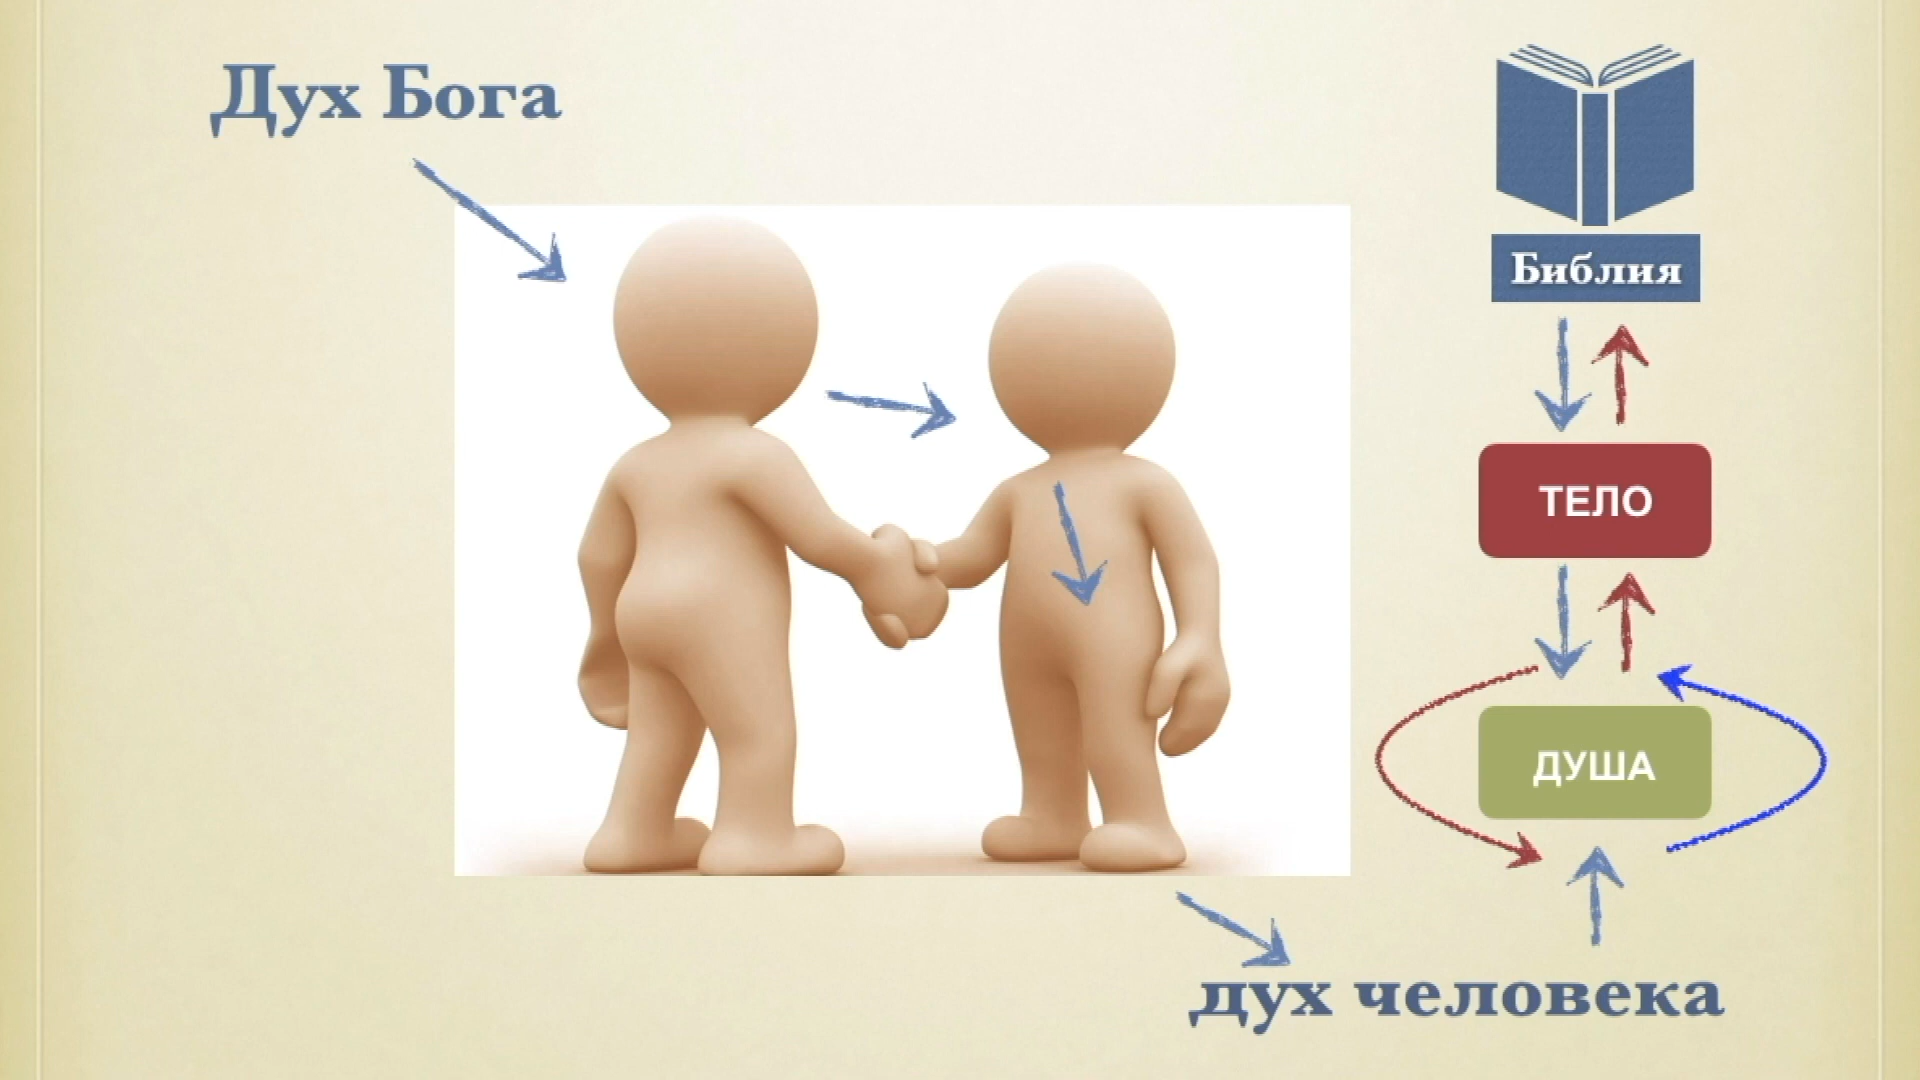 Дух Бога
Библия
ТЕЛО
ДУША
дух человека